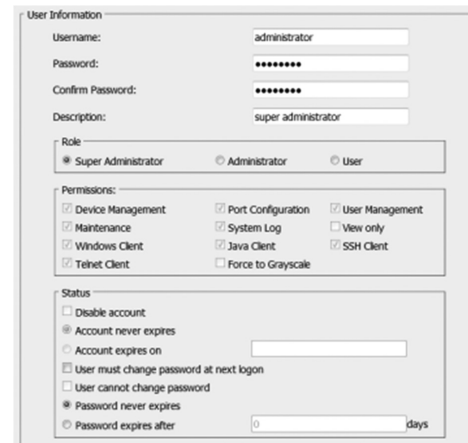 User Information
Username: administrator
Password: ••••••••
Confirm Password: ••••••••
Description: super administrator
Role
Super Administrator Administrator User
Permissions:
Device Management Port Configuration User Management
Maintenance System Log View only
Windows Client Java Client SSH Client
Telnet Client Force to Grayscale
Status
Disable account
Account never expires
Account expires on
User must change password at next logon
User cannot change password
Password never expires
Password expires after 0 days